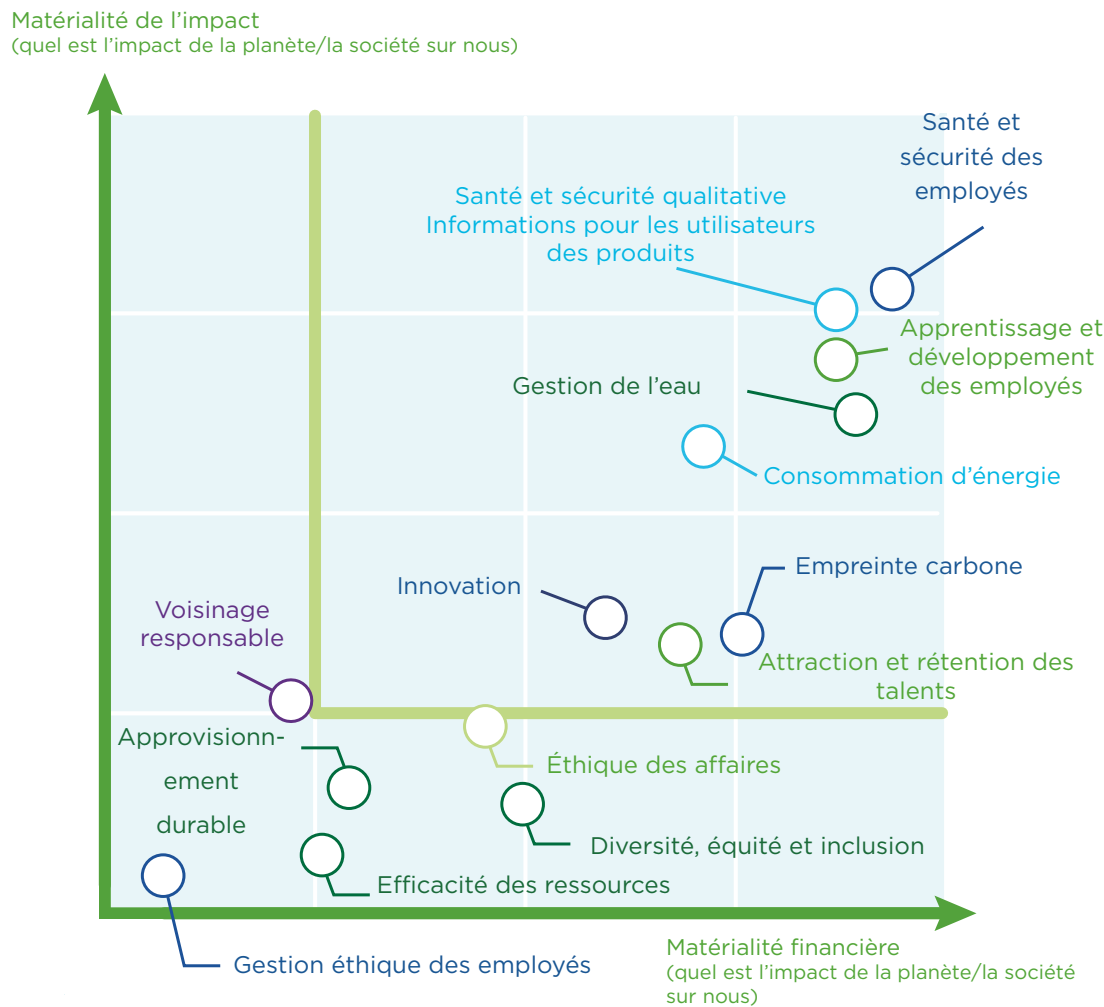 Matérialité de l’impact
(quel est l’impact de la planète/la société sur nous)
Santé et
sécurité des
employés
Santé et sécurité qualitative
Informations pour les utilisateurs
des produits
Apprentissage et
développement
des employés
Gestion de l’eau
Consommation d’énergie
Innovation
Empreinte carbone
Voisinage
responsable
Attraction et rétention des
talents
Approvisionn-
ement
durable
Éthique des affaires
Diversité, équité et inclusion
Efficacité des ressources
Gestion éthique des employés
Matérialité financière
(quel est l’impact de la planète/la société
sur nous)